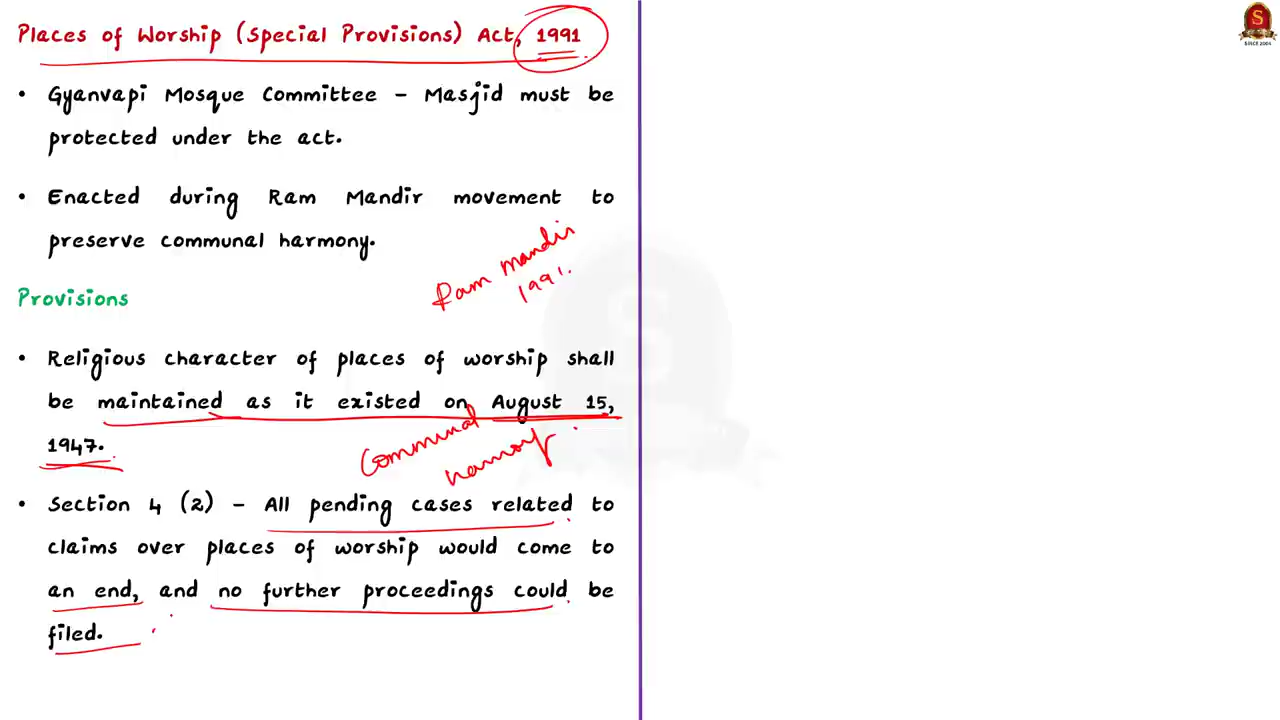 Places of Worship (Special Provisions) Act, 1991
• Gyanvapi Mosque Committee – Masjid must be
protected under the act.
• Enacted during Ram Mandir movement to
preserve communal harmony.
Ram Mandir
1991.
Provisions
• Religious character of places of worship shall
be maintained as it existed on August 15,
1947.
Communal
harmony
• Section 4 (2) – All pending cases related to
claims over places of worship would come to
an end, and no further proceedings could be
filed.
S
SINCE 2004